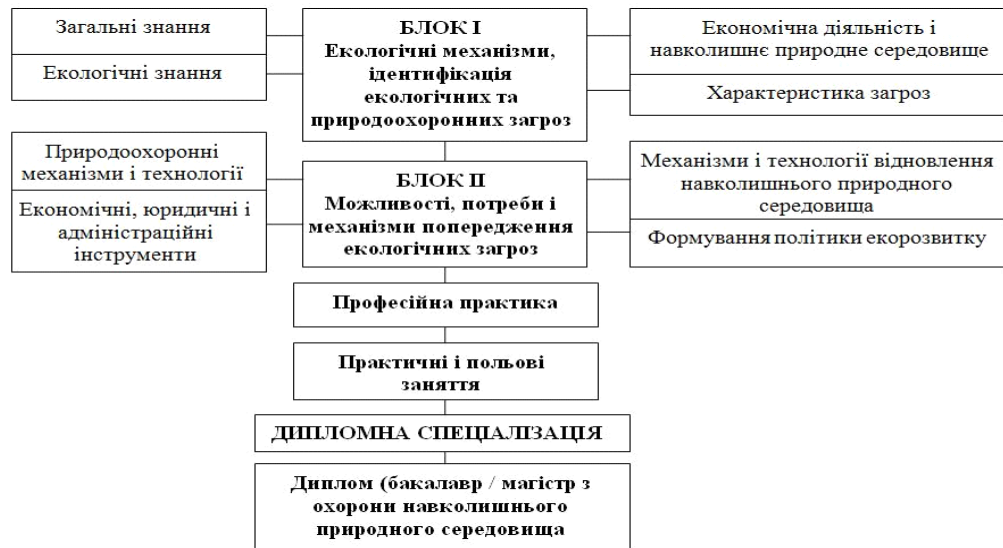 Загальні знання
Екологічні знання
БЛОК І
Екологічні механізми,
ідентифікація
екологічних та
природоохоронних загроз
Економічна діяльність і
навколишнє природне середовище
Характеристика загроз
Природоохоронні
механізми і технології
Економічні, юридичні і
адміністраційні
інструменти
БЛОК ІІ
Можливості, потреби і
механізми попередження
екологічних загроз
Механізми і технології відновлення
навколишнього природного
середовища
Формування політики екорозвитку
Професійна практика
Практичні і польові
заняття
ДИПЛОМНА СПЕЦІАЛІЗАЦІЯ
Диплом (бакалавр / магістр з
охорони навколишнього
природного середовища